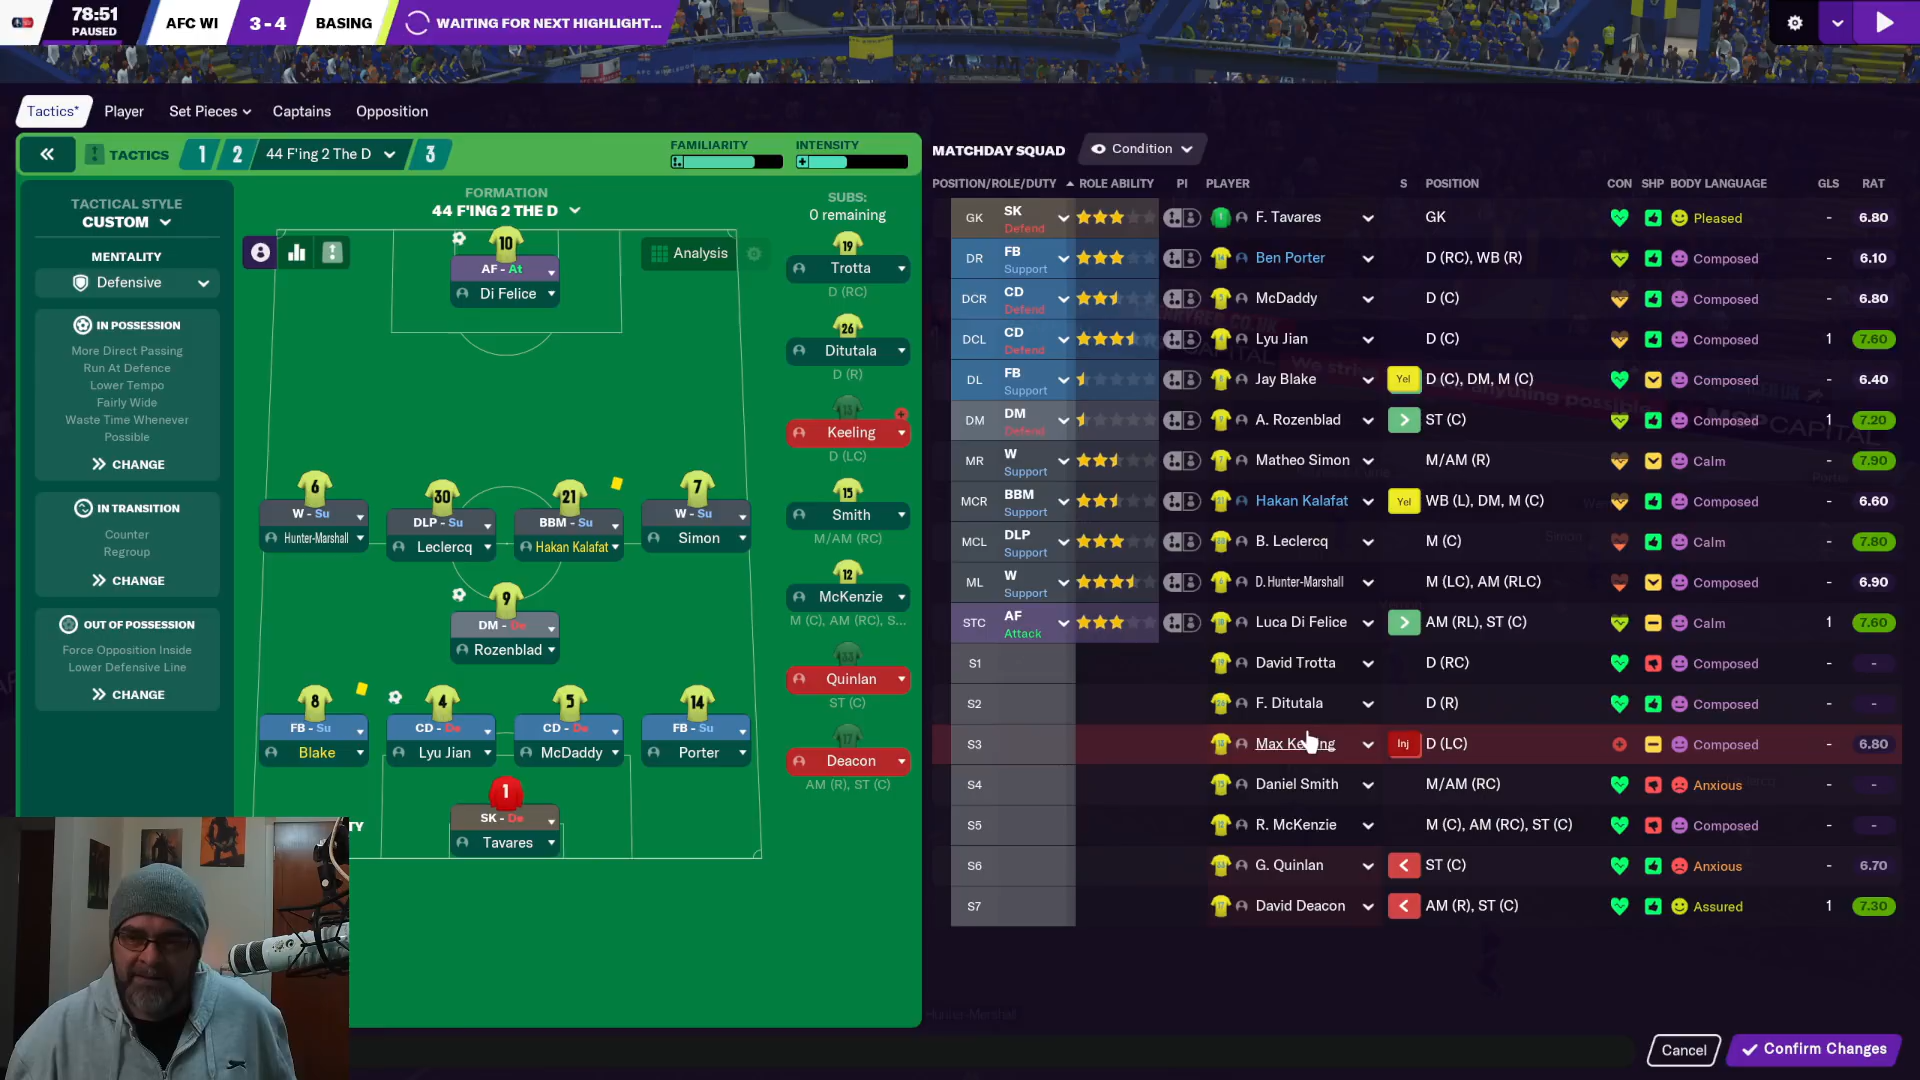 78:51
PAUSED
AFC WI
3 - 4
BASING
WAITING FOR NEXT HIGHLIGHT...
Tactics*
Player
Set Pieces
Captains
Opposition
TACTICS
1
2
44 F'ing 2 The D
3
FAMILIARITY
INTENSITY
TACTICAL STYLE
CUSTOM
MENTALITY
Defensive
IN POSSESSION
More Direct Passing
Run At Defence
Lower Tempo
Fairly Wide
Waste Time Whenever
Possible
CHANGE
IN TRANSITION
Counter
Regroup
CHANGE
OUT OF POSSESSION
Force Opposition Inside
Lower Defensive Line
CHANGE
FORMATION
44 F'ING 2 THE D
Analysis
10
AF - At
Di Felice
6
W - Su
Hunter-Marshall
30
DLP - Su
Leclercq
21
BBM - Su
Hakan Kalafat
7
W - Su
Simon
9
DM - De
Rozenblad
8
FB - Su
Blake
4
CD - De
Lyu Jian
5
CD - De
McDaddy
14
FB - Su
Porter
1
SK - De
Tavares
SUBS:
0 remaining
19
Trotta
D (RC)
26
Ditutala
D (R)
13
Keeling
D (LC)
15
Smith
M/AM (RC)
12
McKenzie
M (C), AM (RC), S...
33
Quinlan
ST (C)
17
Deacon
AM (R), ST (C)
MATCHDAY SQUAD
Condition
POSITION/ROLE/DUTY ROLE ABILITY PI PLAYER S POSITION CON SHP BODY LANGUAGE GLS RAT
GK SK Defend F. Tavares GK Pleased - 6.80
DR FB Support Ben Porter D (RC), WB (R) Composed - 6.10
DCR CD Defend McDaddy D (C) Composed - 6.80
DCL CD Defend Lyu Jian D (C) Composed 1 7.60
DL FB Support Jay Blake Yel D (C), DM, M (C) Composed - 6.40
DM DM Defend A. Rozenblad ST (C) Composed 1 7.20
MR W Support Matheo Simon M/AM (R) Calm - 7.90
MCR BBM Support Hakan Kalafat Yel WB (L), DM, M (C) Composed - 6.60
MCL DLP Support B. Leclercq M (C) Calm - 7.80
ML W Support D. Hunter-Marshall M (LC), AM (RLC) Composed - 6.90
STC AF Attack Luca Di Felice AM (RL), ST (C) Calm 1 7.60
S1 David Trotta D (RC) Composed - -
S2 F. Ditutala D (R) Composed - -
S3 Max Ke ing Inj D (LC) Composed - 6.80
S4 Daniel Smith M/AM (RC) Anxious - -
S5 R. McKenzie M (C), AM (RC), ST (C) Composed - -
S6 G. Quinlan ST (C) Anxious - 6.70
S7 David Deacon AM (R), ST (C) Assured 1 7.30
Hunter-Marshall
Cancel
Confirm Changes